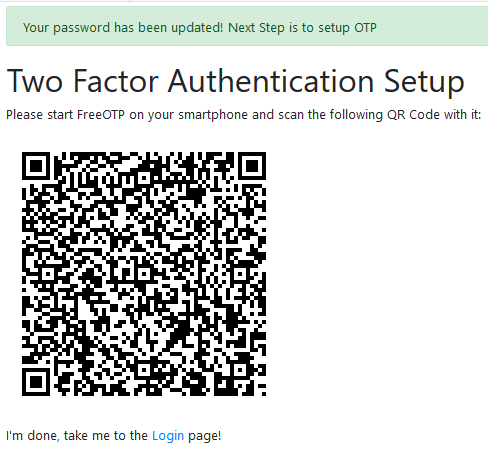 Your password has been updated! Next Step is to setup OTP
Two Factor Authentication Setup
Please start FreeOTP on your smartphone and scan the following QR Code with it:
I'm done, take me to the Login page!